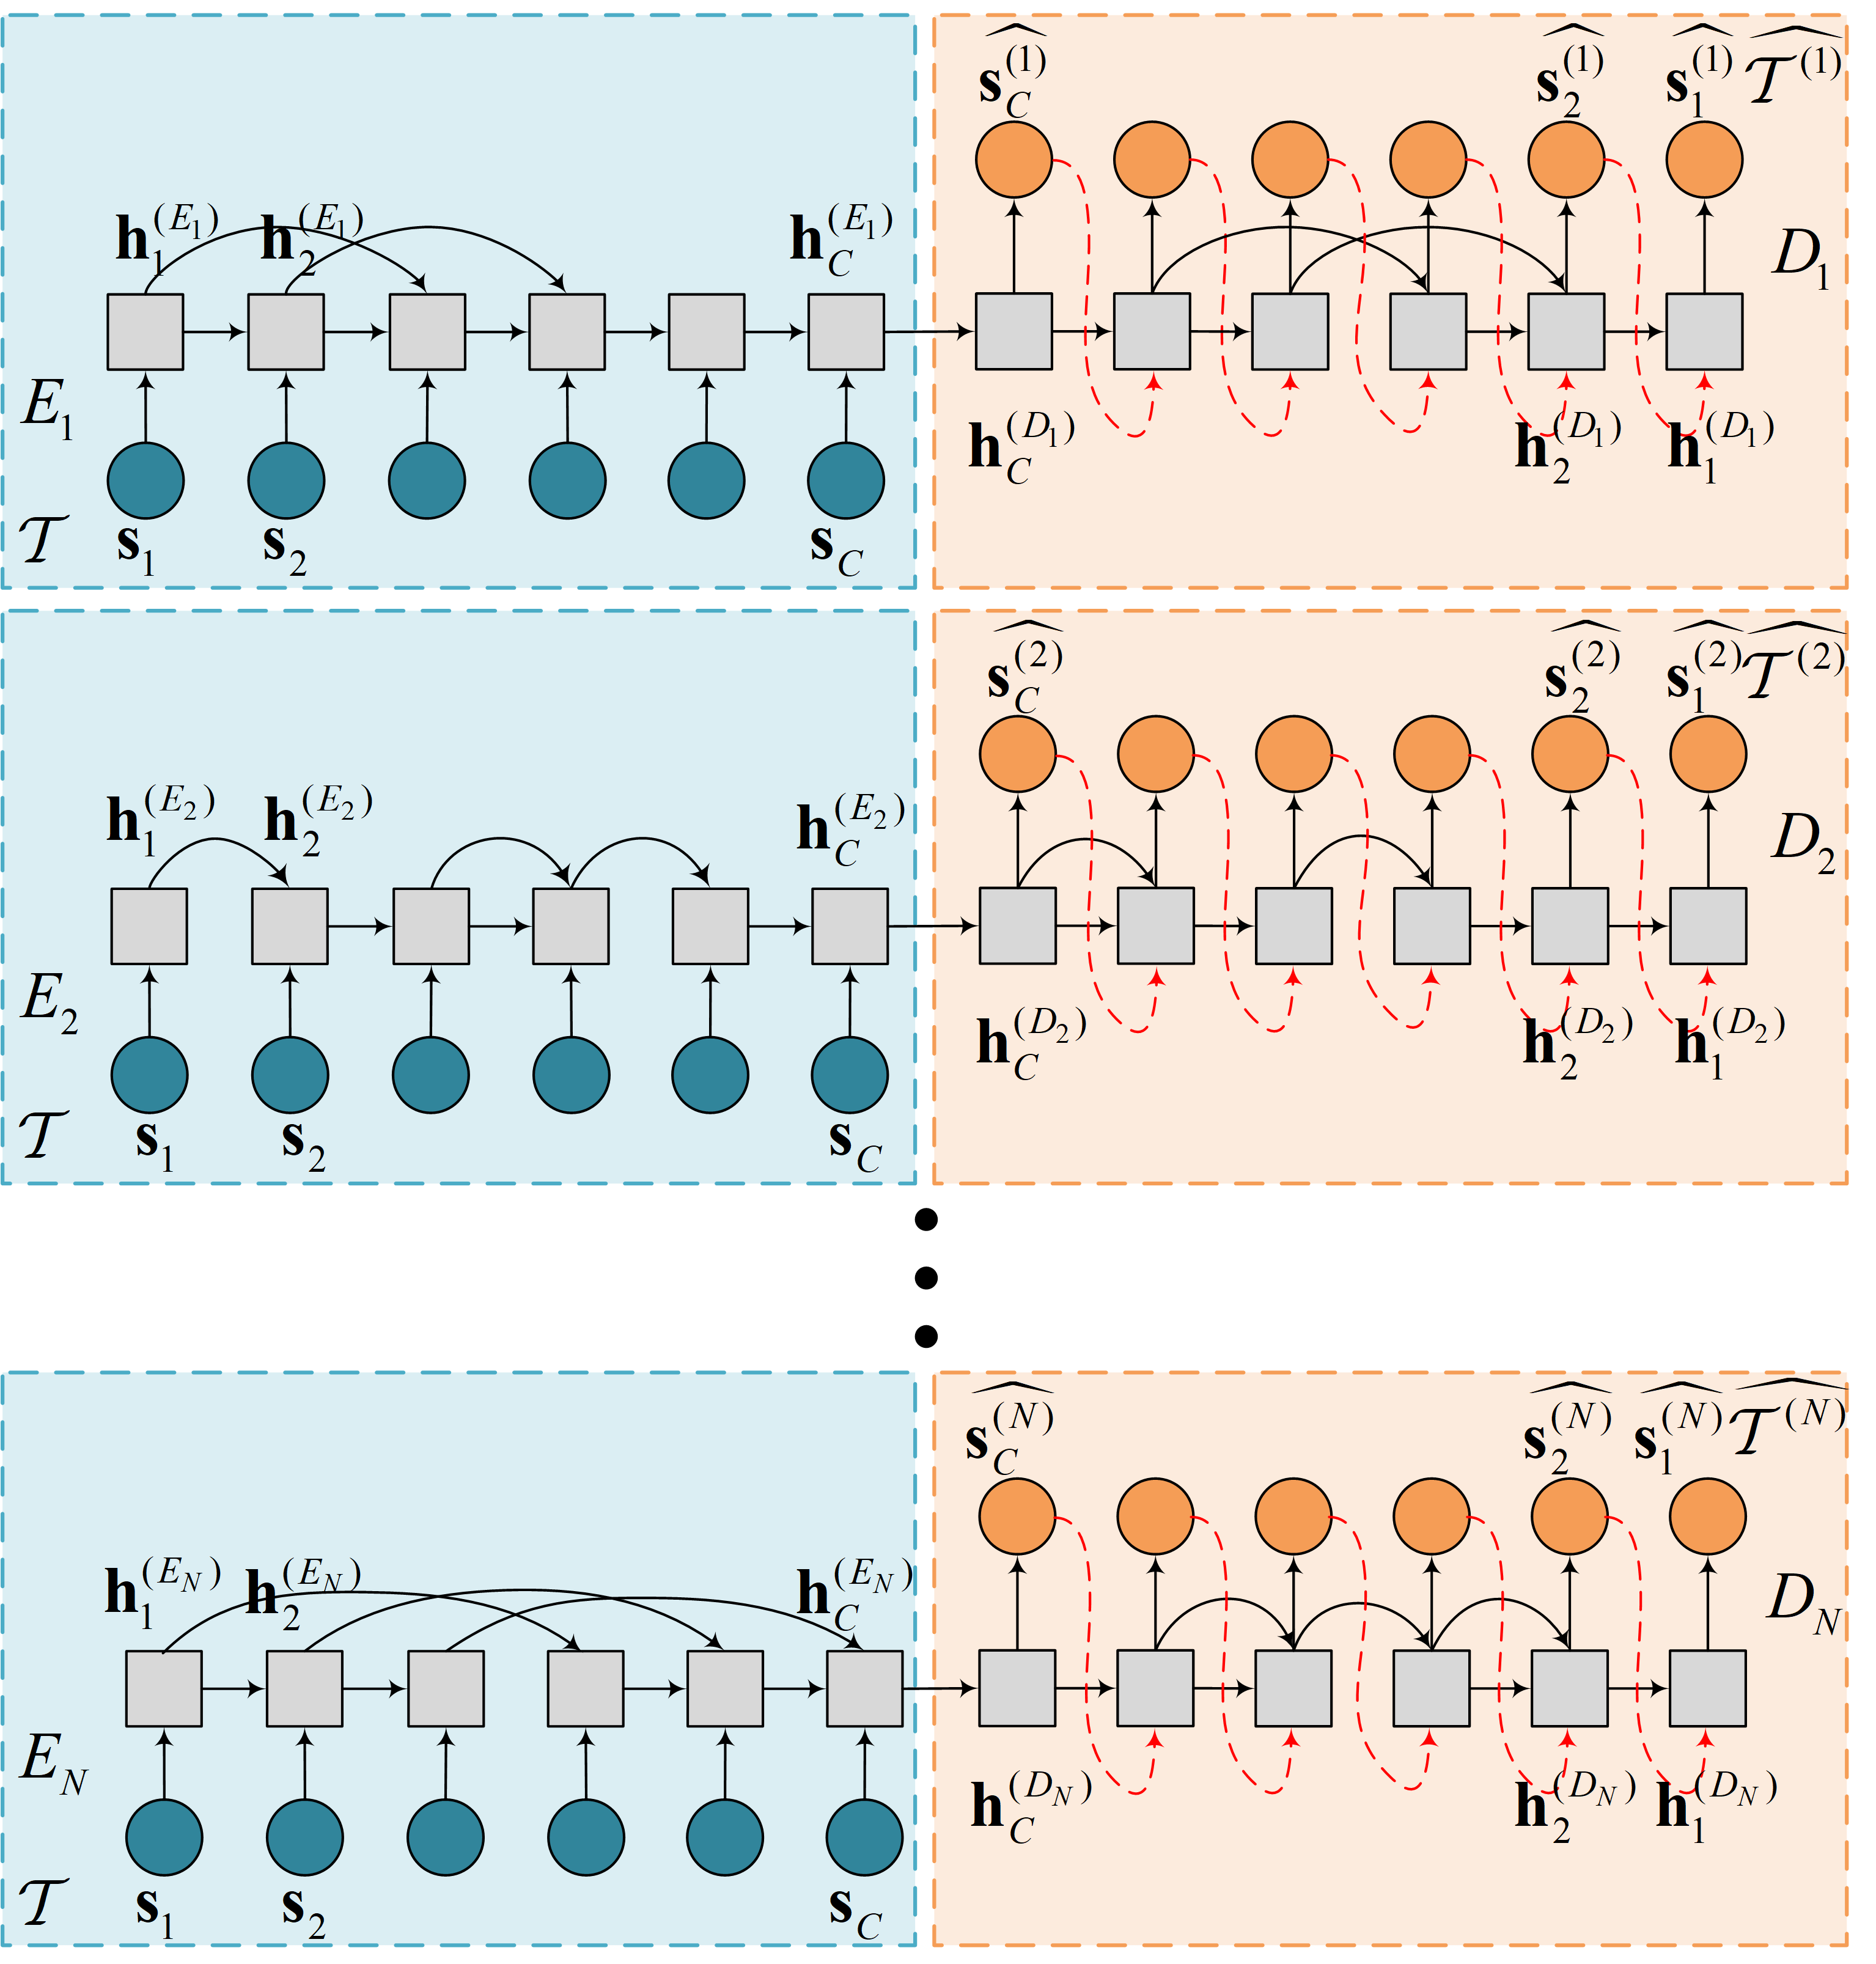 $\widehat{\mathbf{s}_C^{(1)}}$ $\widehat{\mathbf{s}_2^{(1)}}$ $\widehat{\mathbf{s}_1^{(1)}}$ $\widehat{\mathcal{T}^{(1)}}$
$\mathbf{h}_1^{(E_1)}$ $\mathbf{h}_2^{(E_1)}$ $\mathbf{h}_C^{(E_1)}$ $D_1$
$E_1$ $\mathbf{h}_C^{(D_1)}$ $\mathbf{h}_2^{(D_1)}$ $\mathbf{h}_1^{(D_1)}$
$\mathcal{T}$ $\mathbf{s}_1$ $\mathbf{s}_2$ $\mathbf{s}_C$
$\widehat{\mathbf{s}_C^{(2)}}$ $\widehat{\mathbf{s}_2^{(2)}}$ $\widehat{\mathbf{s}_1^{(2)}}$ $\widehat{\mathcal{T}^{(2)}}$
$\mathbf{h}_1^{(E_2)}$ $\mathbf{h}_2^{(E_2)}$ $\mathbf{h}_C^{(E_2)}$ $D_2$
$E_2$ $\mathbf{h}_C^{(D_2)}$ $\mathbf{h}_2^{(D_2)}$ $\mathbf{h}_1^{(D_2)}$
$\mathcal{T}$ $\mathbf{s}_1$ $\mathbf{s}_2$ $\mathbf{s}_C$
$\widehat{\mathbf{s}_C^{(N)}}$ $\widehat{\mathbf{s}_2^{(N)}}$ $\widehat{\mathbf{s}_1^{(N)}}$ $\widehat{\mathcal{T}^{(N)}}$
$\mathbf{h}_1^{(E_N)}$ $\mathbf{h}_2^{(E_N)}$ $\mathbf{h}_C^{(E_N)}$ $D_N$
$E_N$ $\mathbf{h}_C^{(D_N)}$ $\mathbf{h}_2^{(D_N)}$ $\mathbf{h}_1^{(D_N)}$
$\mathcal{T}$ $\mathbf{s}_1$ $\mathbf{s}_2$ $\mathbf{s}_C$